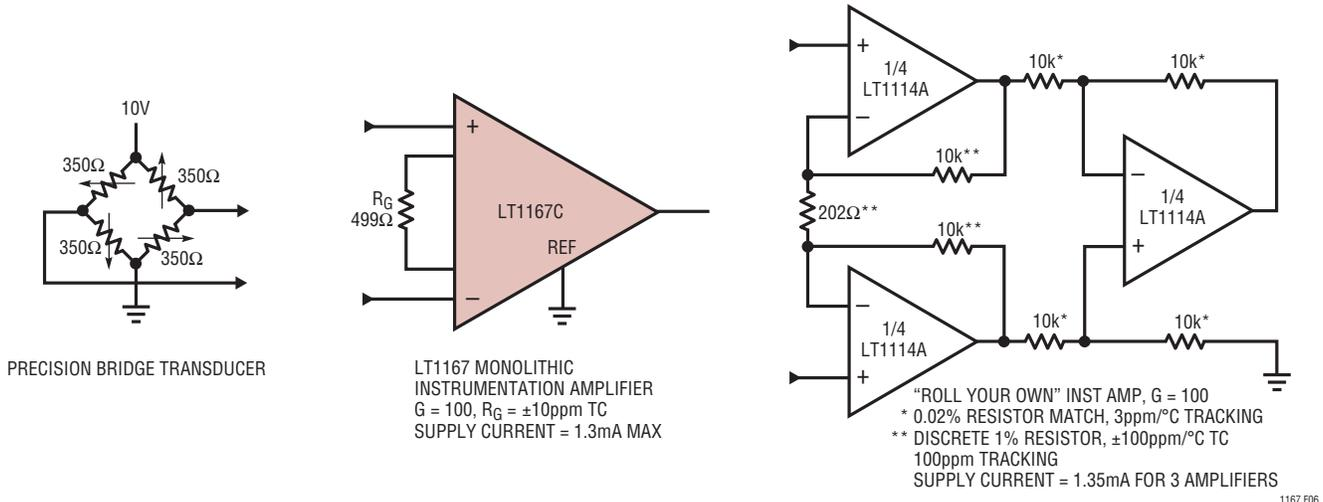 10V
350Ω
350Ω
350Ω
350Ω
PRECISION BRIDGE TRANSDUCER
+
RG
499Ω
LT1167C
REF
–
LT1167 MONOLITHIC
INSTRUMENTATION AMPLIFIER
G = 100, RG = ±10ppm TC
SUPPLY CURRENT = 1.3mA MAX
+
1/4
LT1114A
–
10k*
10k*
10k**
202Ω**
10k**
–
1/4
LT1114A
+
–
1/4
LT1114A
+
10k*
10k*
“ROLL YOUR OWN” INST AMP, G = 100
* 0.02% RESISTOR MATCH, 3ppm/°C TRACKING
** DISCRETE 1% RESISTOR, ±100ppm/°C TC
100ppm TRACKING
SUPPLY CURRENT = 1.35mA FOR 3 AMPLIFIERS
1167 F06